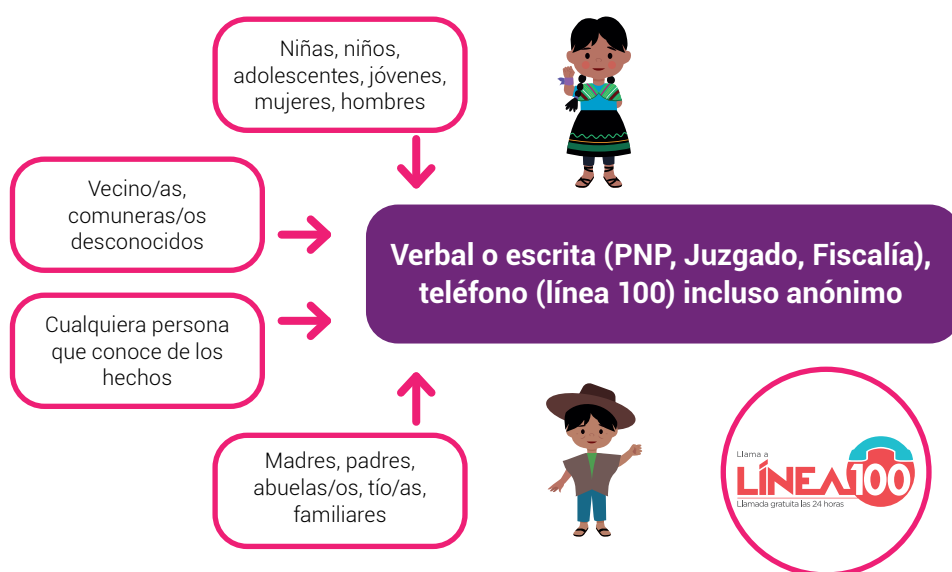 Niñas, niños,
adolescentes, jóvenes,
mujeres, hombres
Vecino/as,
comuneras/os
desconocidos
Verbal o escrita (PNP, Juzgado, Fiscalía),
teléfono (línea 100) incluso anónimo
Cualquiera persona
que conoce de los
hechos
Madres, padres,
abuelas/os, tío/as,
familiares
Llama a
LÍNEA100
Llamada gratuita las 24 horas